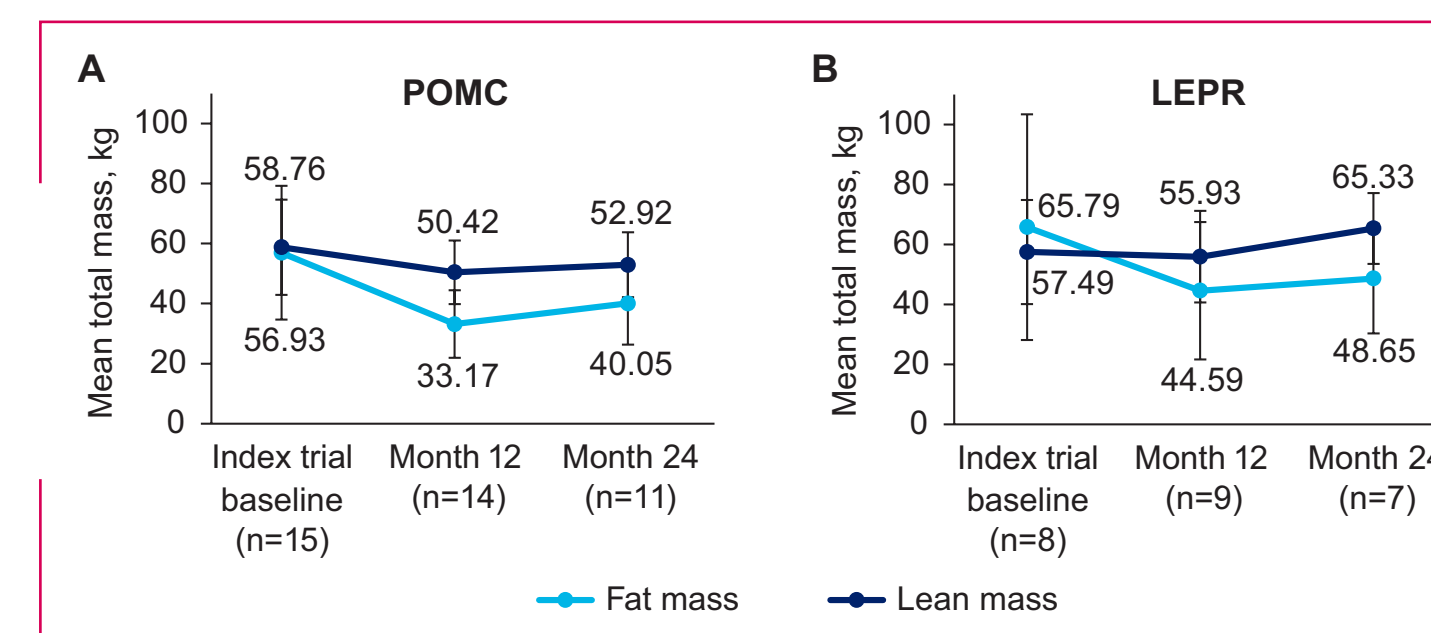 A
POMC
Mean total mass, kg
100
80
60
40
20
0
58.76
50.42
52.92
56.93
33.17
40.05
Index trial
baseline
(n=15)
Month 12
(n=14)
Month 24
(n=11)
B
LEPR
Mean total mass, kg
100
80
60
40
20
0
65.79
55.93
65.33
57.49
44.59
48.65
Index trial
baseline
(n=8)
Month 12
(n=9)
Month 24
(n=7)
Fat mass
Lean mass